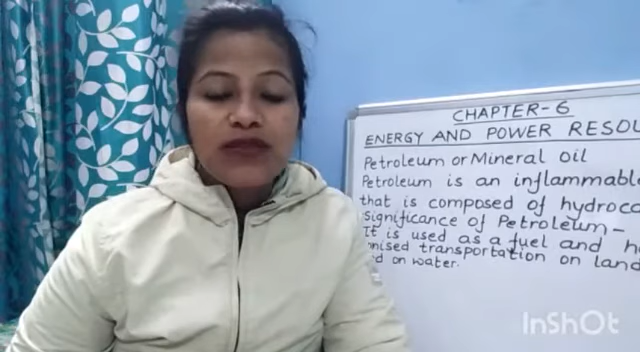 CHAPTER-6
ENERGY AND POWER RESOU
Petroleum or Mineral oil
Petroleum is an inflammable
that is composed of hydroca
Significance of Petroleum-
It is used as a fuel and h
nised transportation on land
d on water.
InShOt